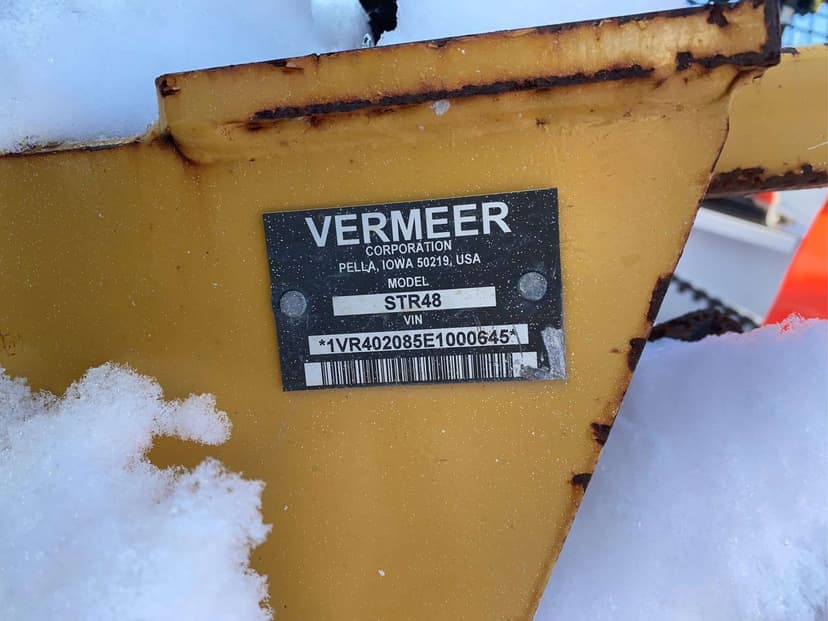 VERMEER
CORPORATION
PELLA, IOWA 50219, USA
MODEL
STR48
VIN
*1VR402085E1000645*